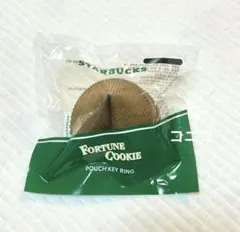 STARBUCKS
FORTUNE
COOKIE
POUCH KEY RING
ココ